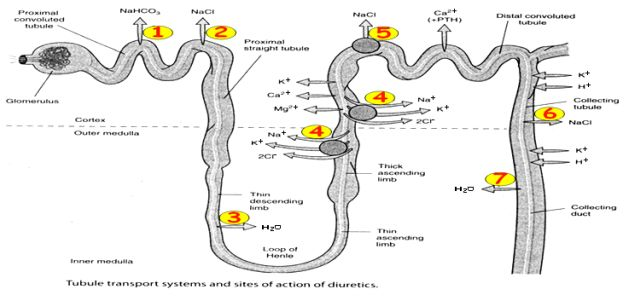 Proximal
convoluted
tubule
NaHCO3
1
NaCl
2
Proximal
straight tubule
NaCl
5
Ca2+
(+PTH)
Distal convoluted
tubule
Glomerulus
K+
Ca2+
Mg2+
4
Na+
K+
2Cl-
K+
H+
Collecting
tubule
6
NaCl
Cortex
Outer medulla
4
Na+
K+
2Cl-
K+
H+
Thick
ascending
limb
7
H2O
Thin
descending
limb
3
H2O
Collecting
duct
Loop of
Henle
Thin
ascending
limb
Inner medulla
Tubule transport systems and sites of action of diuretics.